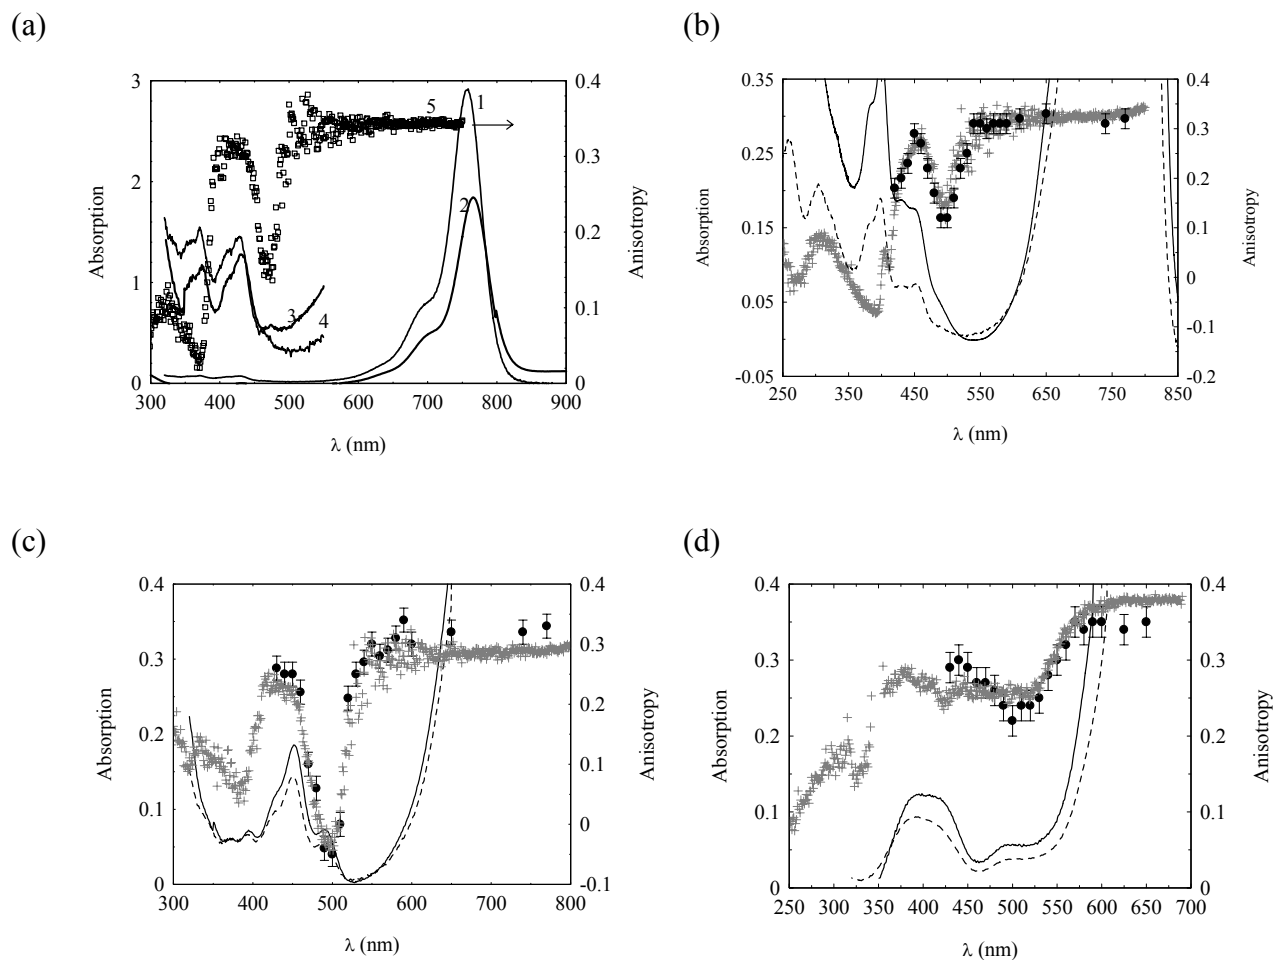 (a)
(b)
3
2
1
0
Absorption
0.4
0.3
0.2
0.1
0
Anisotropy
5
1
2
3
4
300 400 500 600 700 800 900
λ (nm)
0.35
0.25
0.15
0.05
-0.05
Absorption
0.4
0.3
0.2
0.1
0
-0.1
-0.2
Anisotropy
250 350 450 550 650 750 850
λ (nm)
(c)
(d)
0.4
0.3
0.2
0.1
0
Absorption
0.4
0.3
0.2
0.1
0
-0.1
Anisotropy
300 400 500 600 700 800
λ (nm)
0.4
0.3
0.2
0.1
0
Absorption
0.4
0.3
0.2
0.1
0
Anisotropy
250 300 350 400 450 500 550 600 650 700
λ (nm)